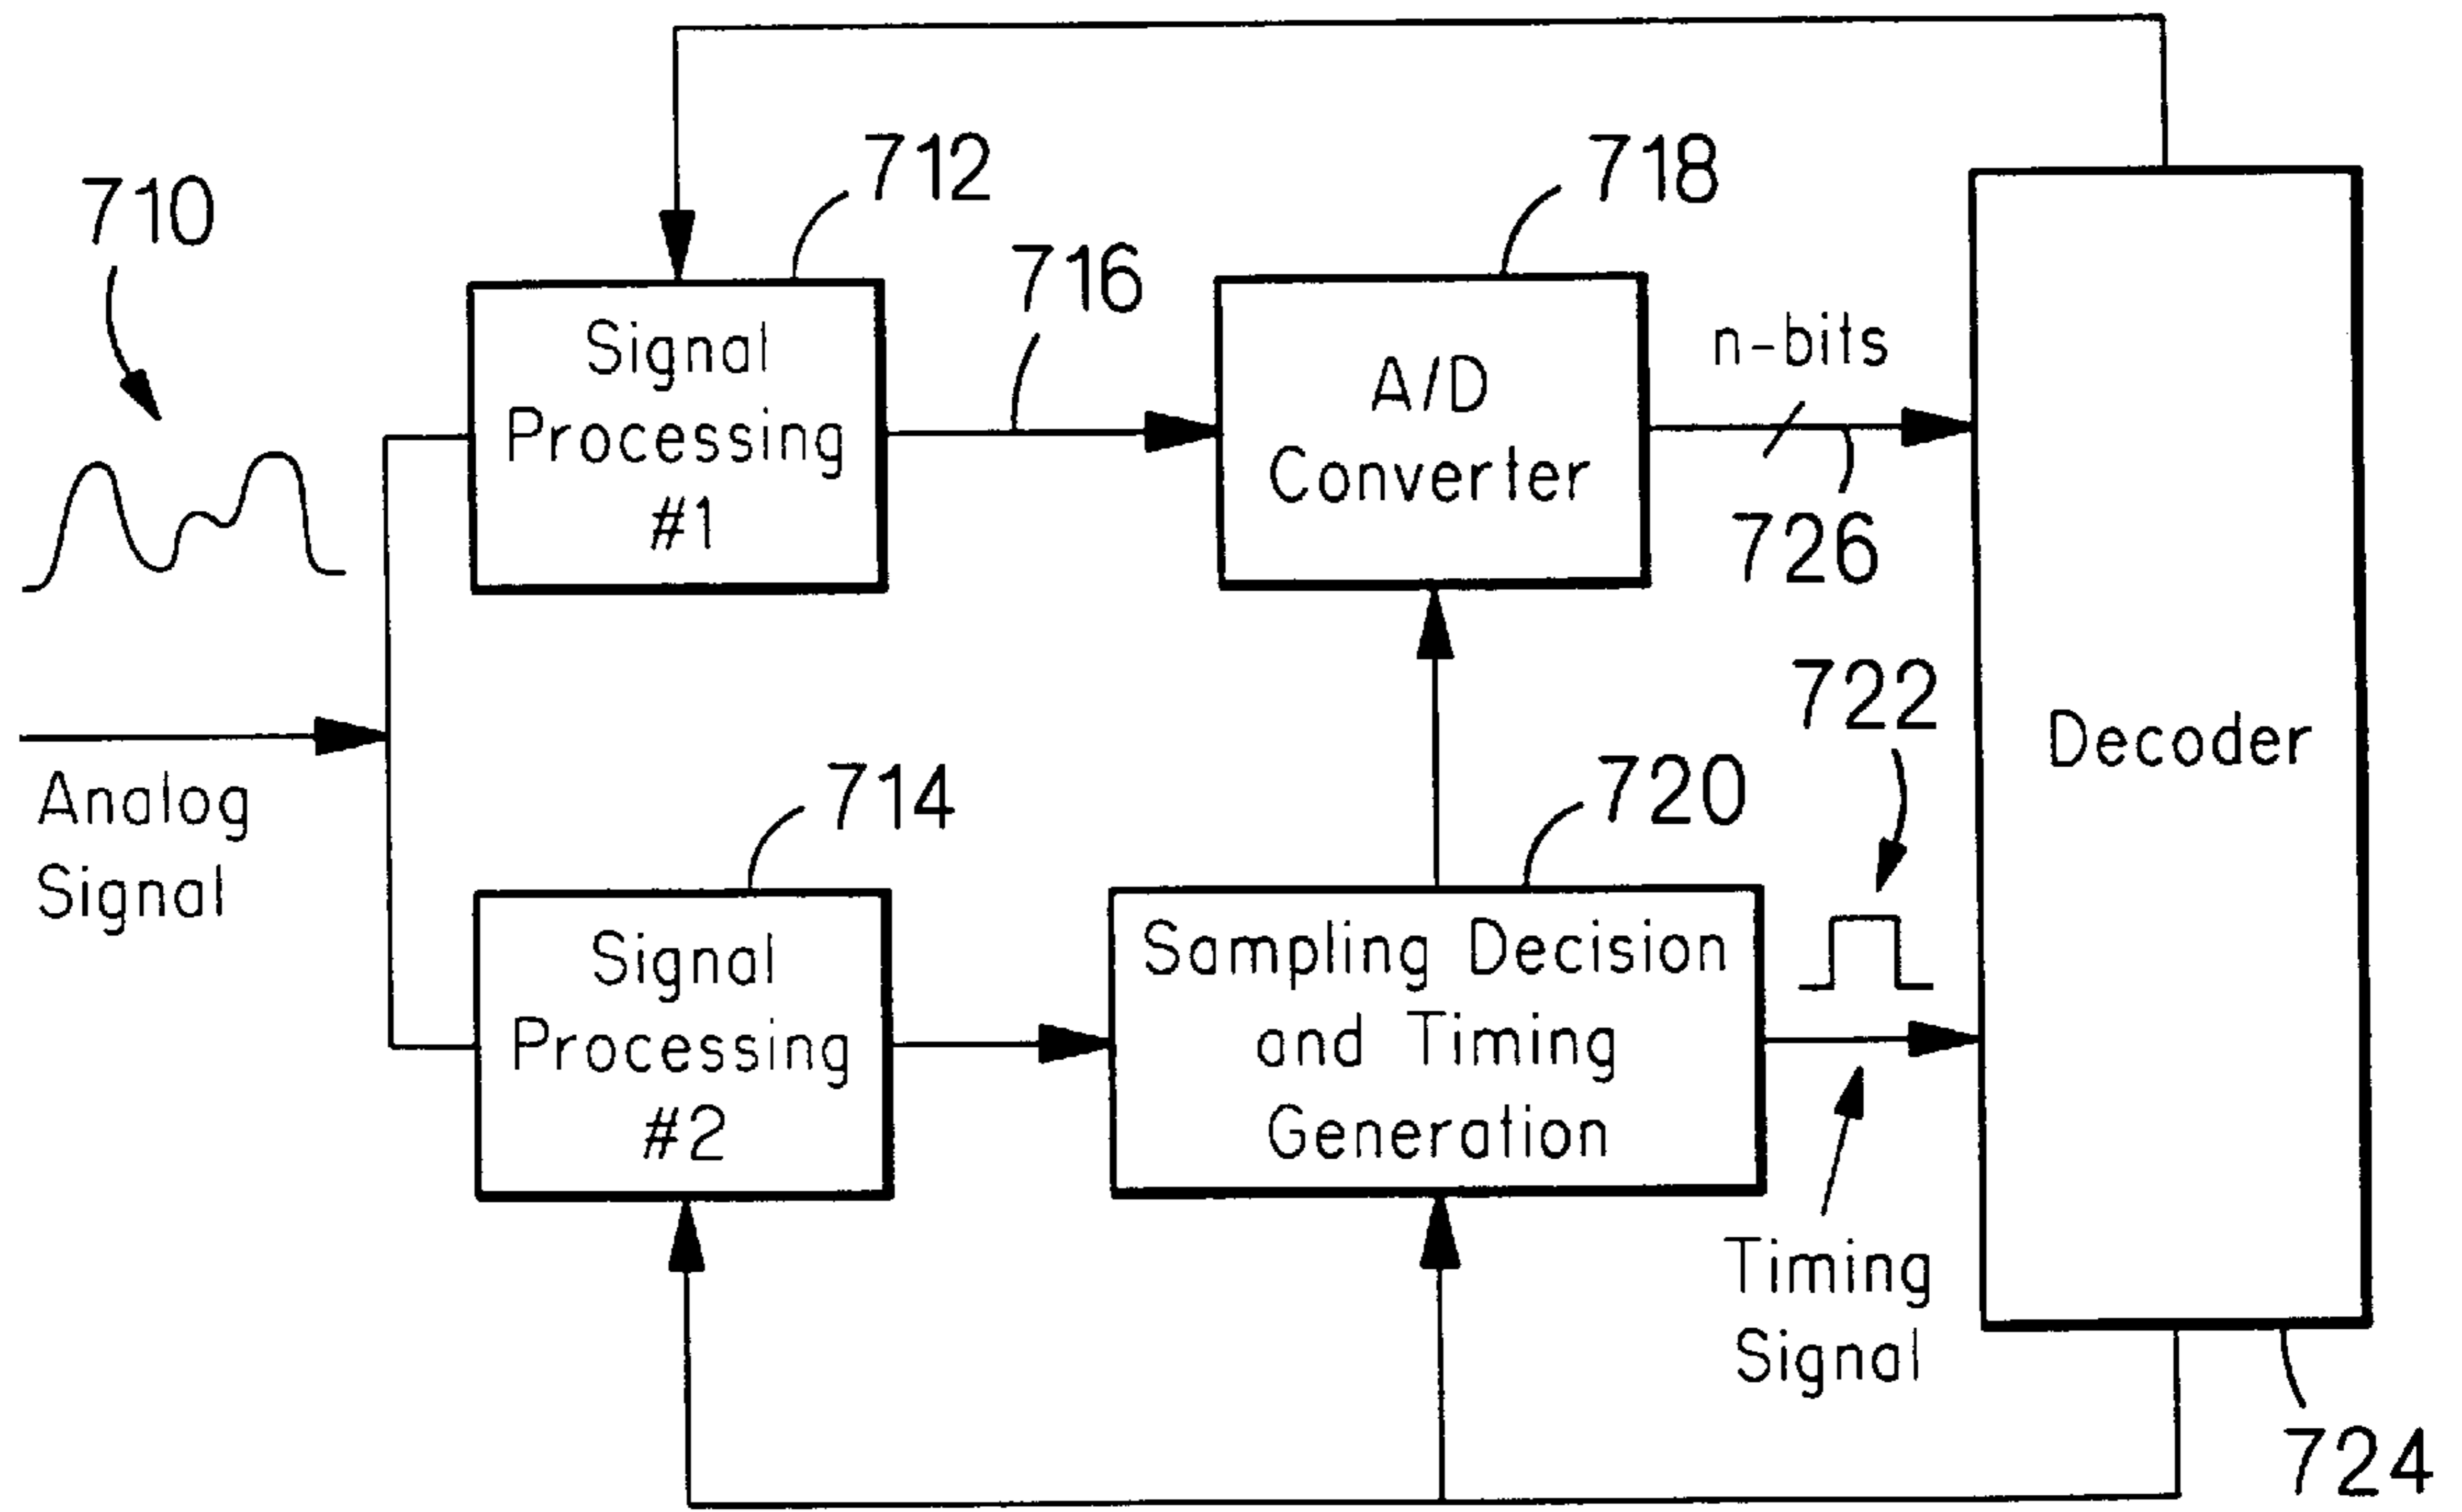 710
712
716
718
Signal
Processing
#1
A/D
Converter
n-bits
726
722
Decoder
Analog
Signal
714
720
Signal
Processing
#2
Sampling Decision
and Timing
Generation
Timing
Signal
724